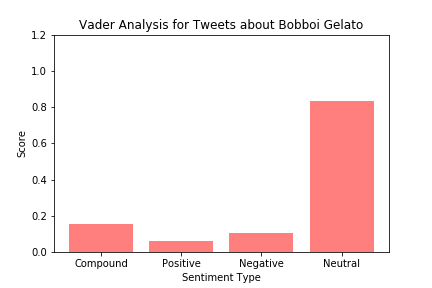 Vader Analysis for Tweets about Bobboi Gelato
1.2
1.0
0.8
0.6
0.4
0.2
0.0
Score
Compound Positive Negative Neutral
Sentiment Type